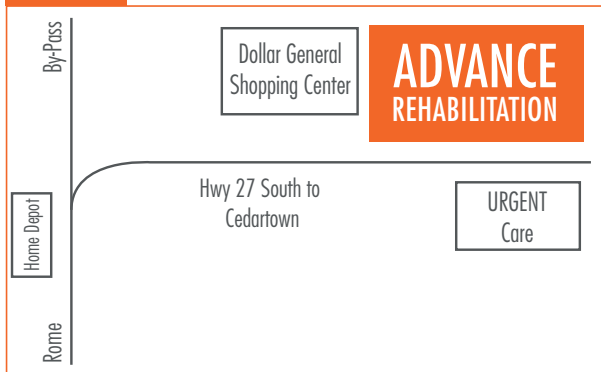 By-Pass
Dollar General
Shopping Center
ADVANCE
REHABILITATION
Hwy 27 South to
Cedartown
URGENT
Care
Home Depot
Rome